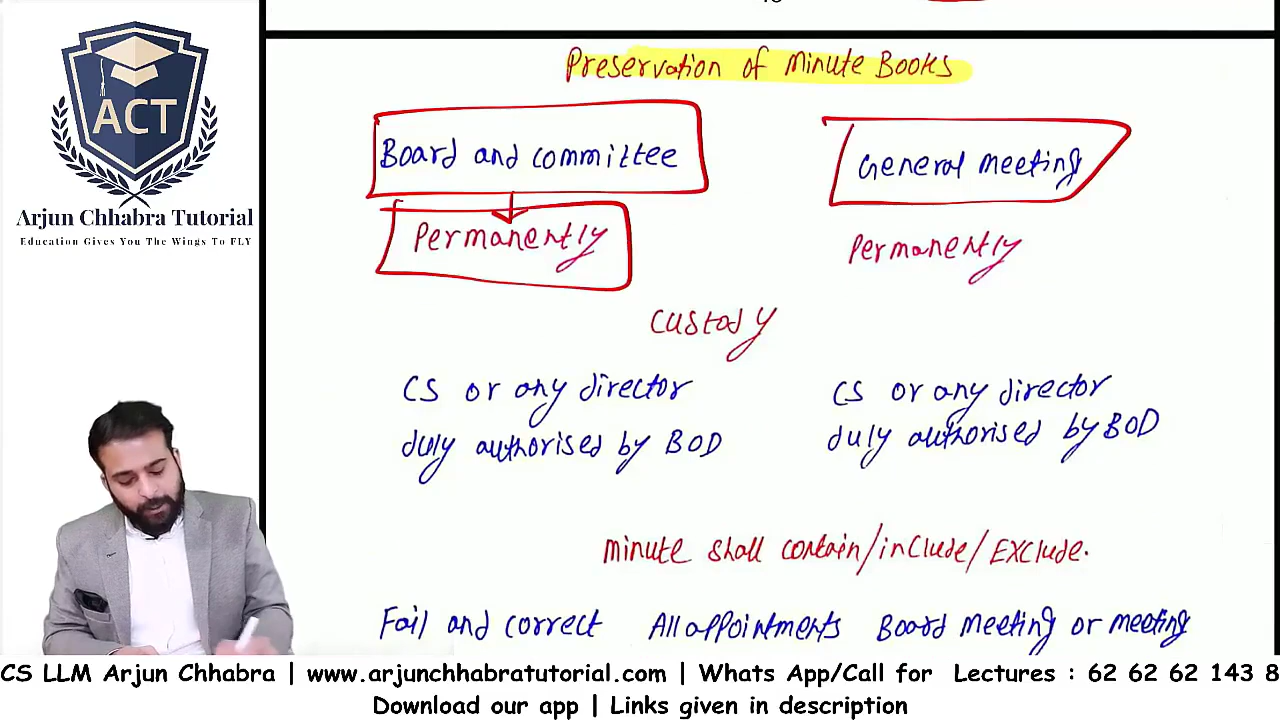 Preservation of Minute Books
ACT
Arjun Chhabra Tutorial
Education Gives You The Wings To FLY
Board and committee
General meeting
Permanently
Permanently
Custody
CS or any director
duly authorised by BOD
CS or any director
duly authorised by BOD
Minute shall contain/include/EXclude.
Fail and correct
All appointments
Board meeting or meeting
CS LLM Arjun Chhabra | www.arjunchhabratutorial.com | Whats App/Call for Lectures : 62 62 62 143 8
Download our app | Links given in description